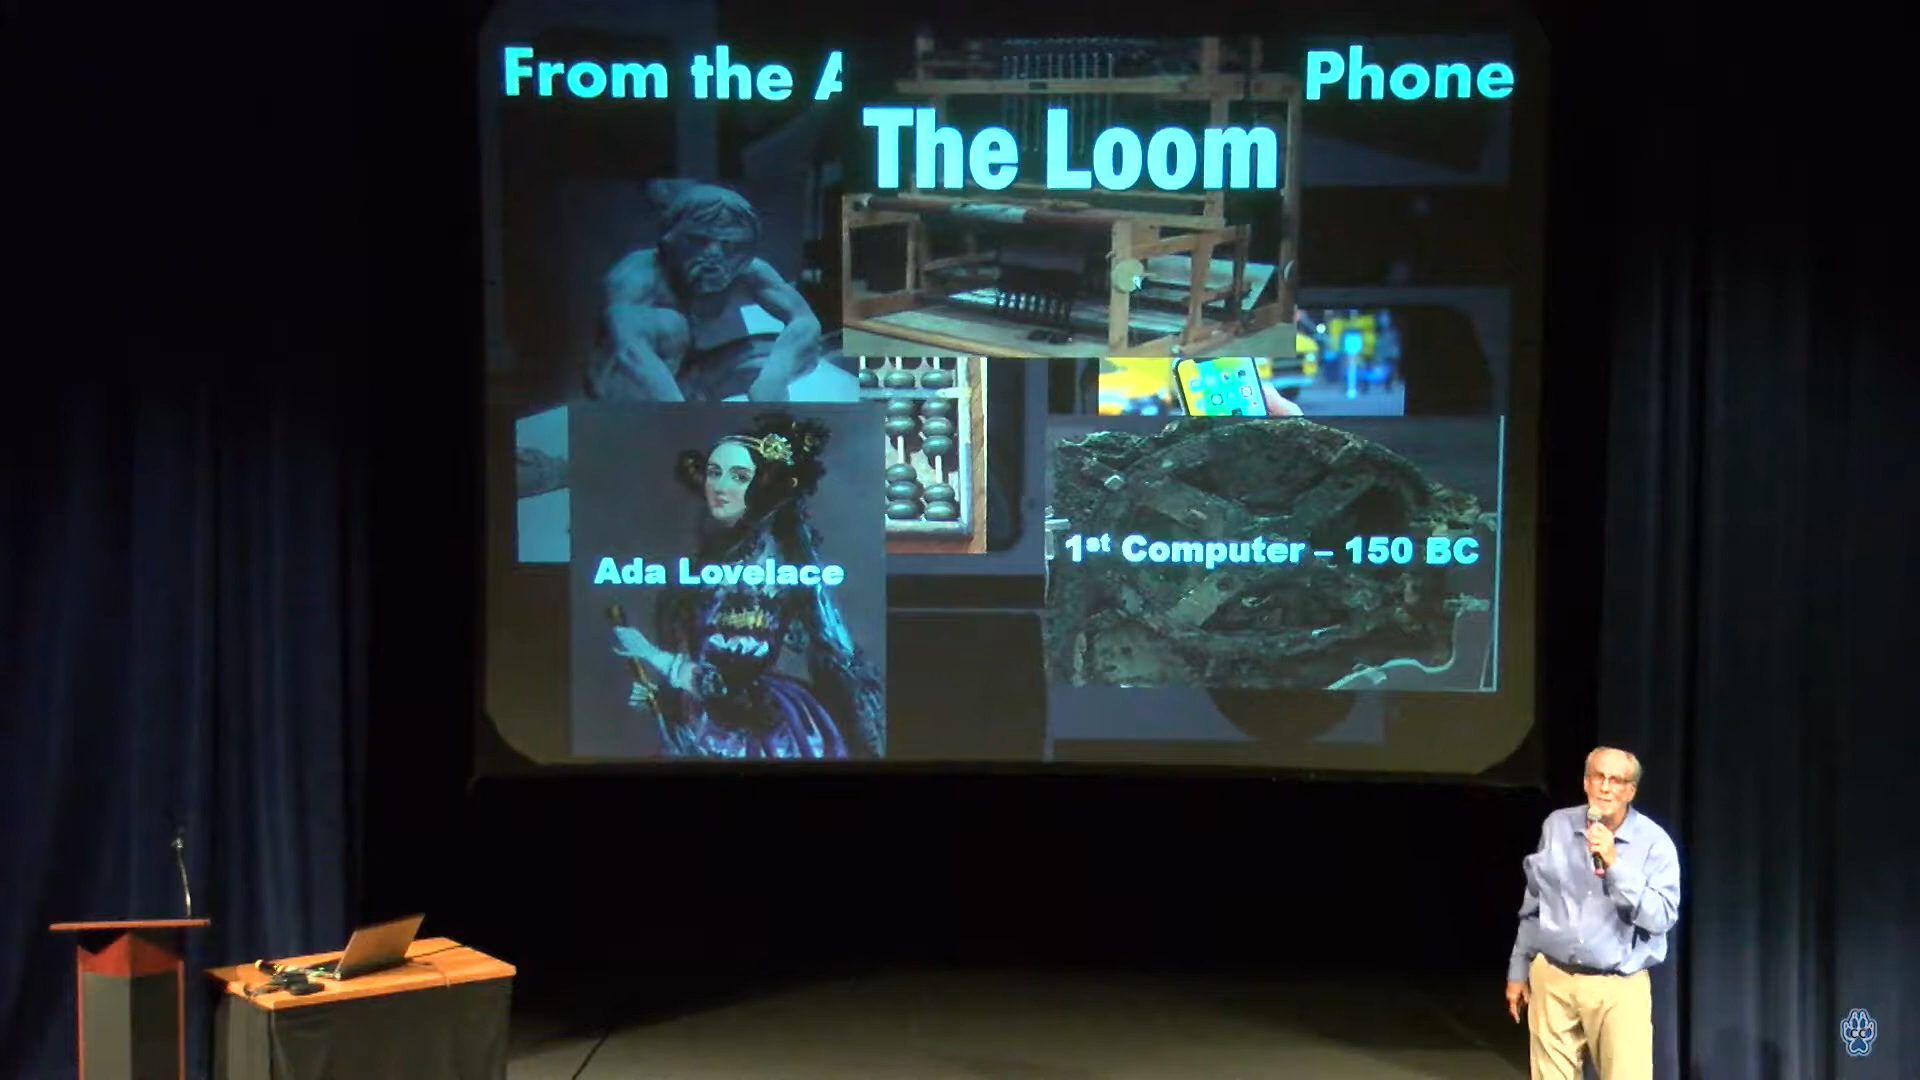 From the A
Phone
The Loom
Ada Lovelace
1st Computer – 150 BC